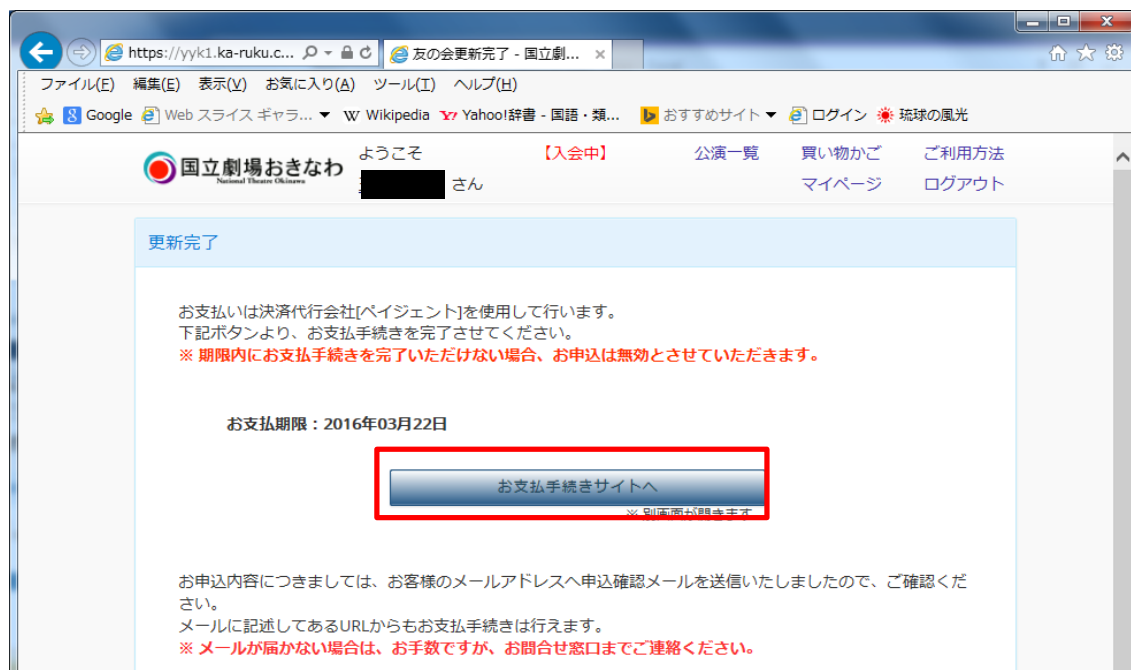 https://yyk1.ka-ruku.c... 友の会更新完了 - 国立劇... ×
ファイル(F) 編集(E) 表示(V) お気に入り(A) ツール(T) ヘルプ(H)
Google Web スライス ギャラ... ▼ W Wikipedia Yahoo!辞書 - 国語・類... おすすめサイト ▼ ログイン 琉球の風光
国立劇場おきなわ
National Theatre Okinawa
ようこそ
さん
【入会中】 公演一覧 買い物かご ご利用方法
マイページ ログアウト
更新完了
お支払いは決済代行会社[ペイジェント]を使用して行います。
下記ボタンより、お支払手続きを完了させてください。
※ 期限内にお支払手続きを完了いただけない場合、お申込は無効とさせていただきます。
お支払期限：2016年03月22日
お支払手続きサイトへ
※ 別画面が開きます
お申込内容につきましては、お客様のメールアドレスへ申込確認メールを送信いたしましたので、ご確認くだ
さい。
メールに記述してあるURLからもお支払手続きは行えます。
※ メールが届かない場合は、お手数ですが、お問合せ窓口までご連絡ください。